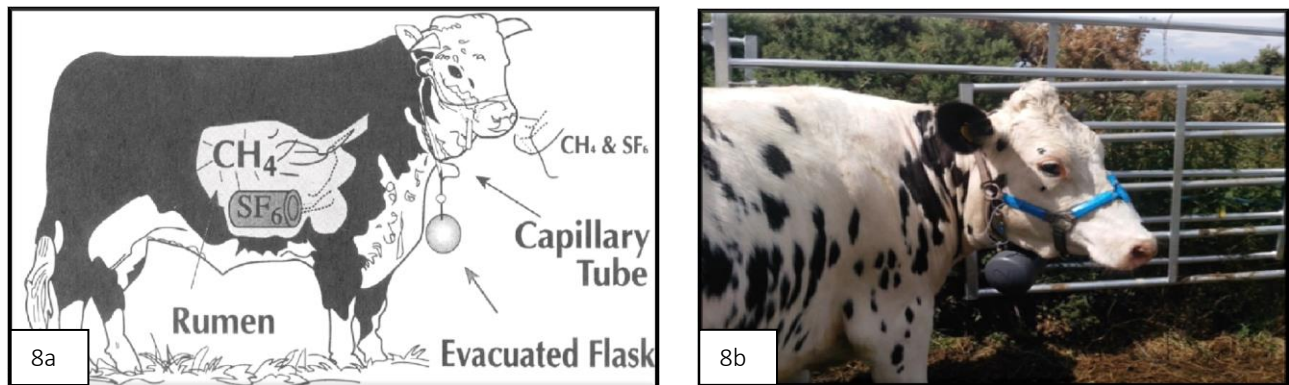 CH₄
SF₆
CH₄ & SF₆
Capillary
Tube
Rumen
Evacuated Flask
8a
8b